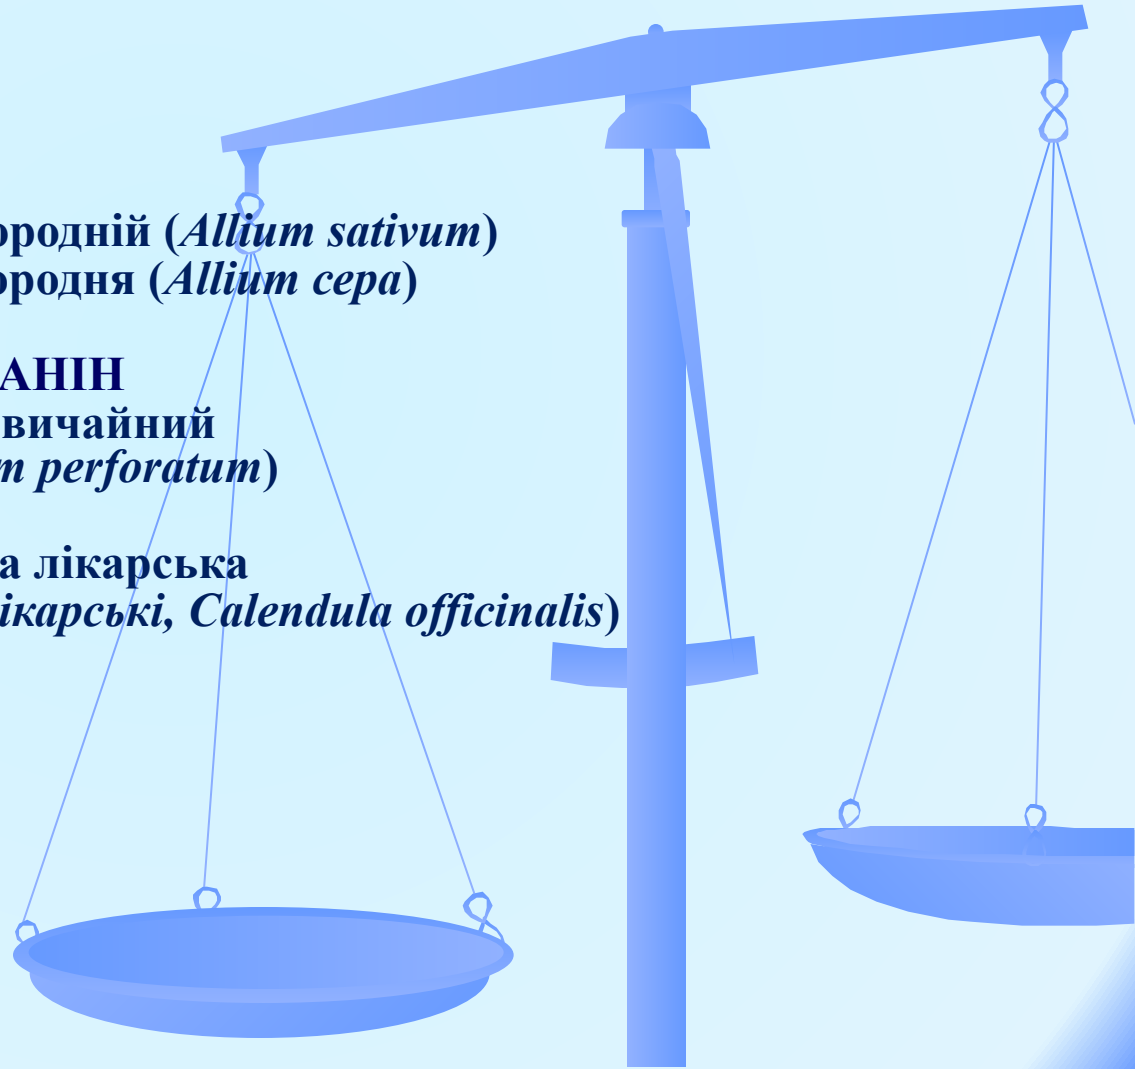 ородній (Allium sativum)
ородня (Allium cepa)
АНІН
вичайний
m perforatum)
а лікарська
ікарські, Calendula officinalis)